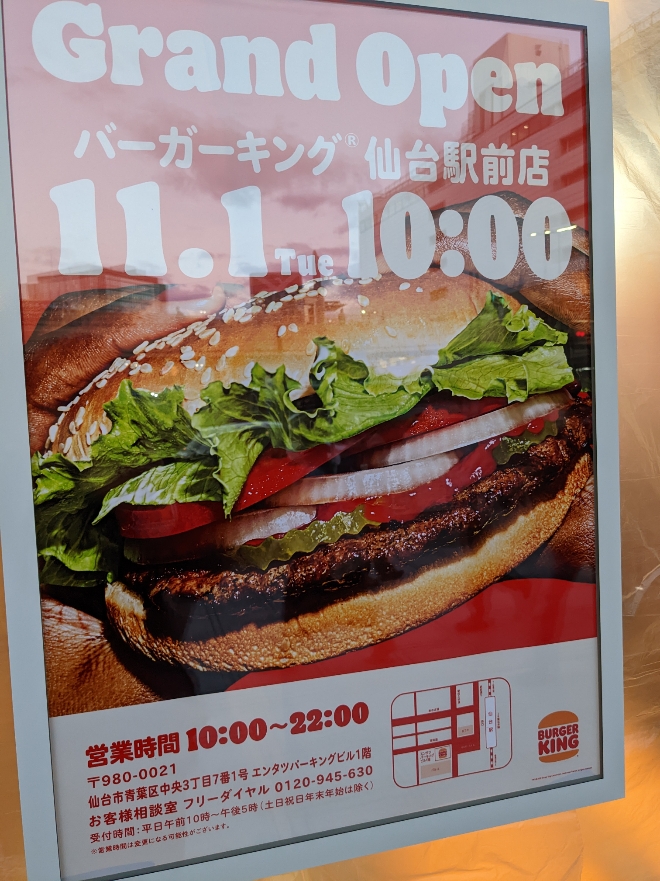 Grand Open
バーガーキング® 仙台駅前店
11.1 Tue 10:00
営業時間 10:00〜22:00
〒980-0021
仙台市青葉区中央3丁目7番1号 エンタツパーキングビル1階
お客様相談室 フリーダイヤル 0120-945-630
受付時間：平日午前10時〜午後5時（土日祝日年末年始は除く）
※営業時間は変更になる可能性がございます。
仙台駅
BURGER
KING